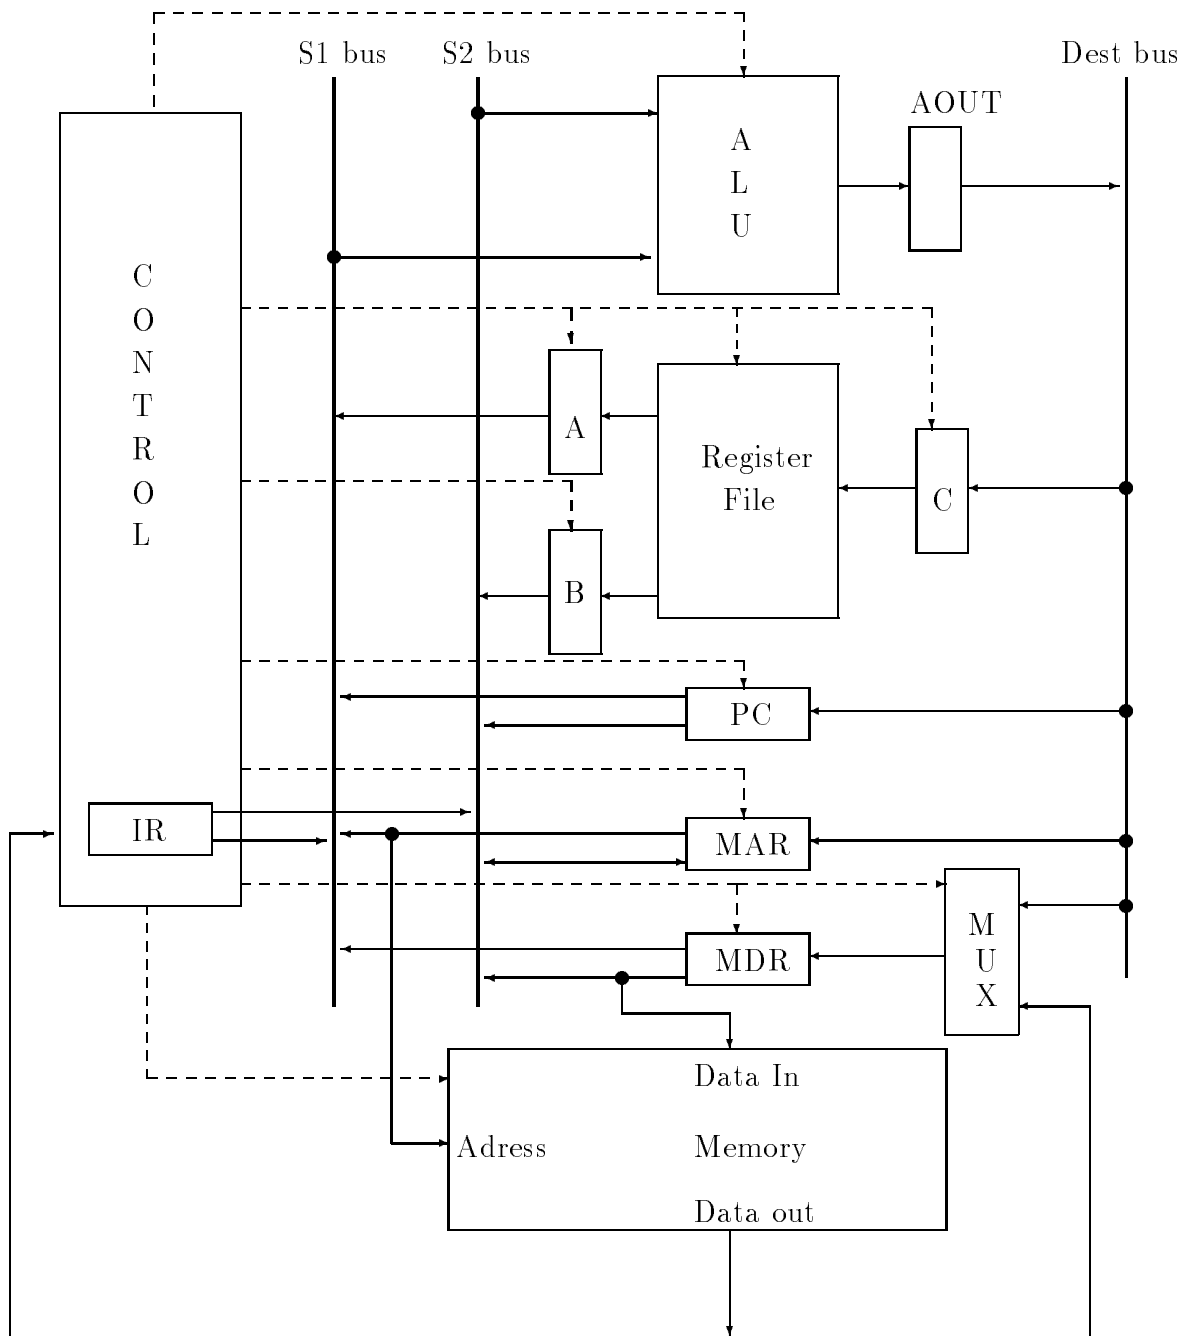 S1 bus
S2 bus
Dest bus
AOUT
A
L
U
C
O
N
T
R
O
L
A
Register
File
C
B
PC
IR
MAR
M
U
X
MDR
Data In
Adress
Memory
Data out